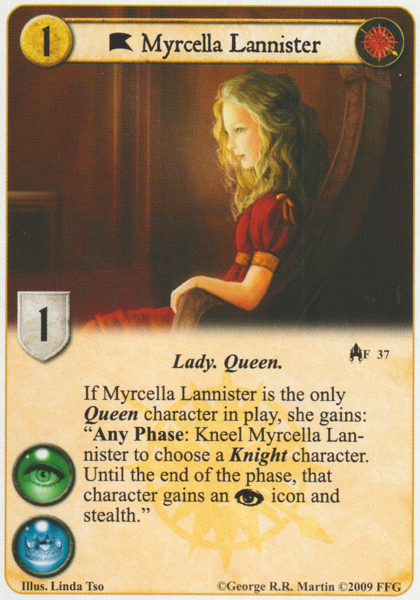 1
Myrcella Lannister
1
Lady. Queen.
F 37
If Myrcella Lannister is the only
Queen character in play, she gains:
“Any Phase: Kneel Myrcella Lan-
nister to choose a Knight character.
Until the end of the phase, that
character gains an icon and
stealth.”
Illus. Linda Tso
©George R.R. Martin ©2009 FFG